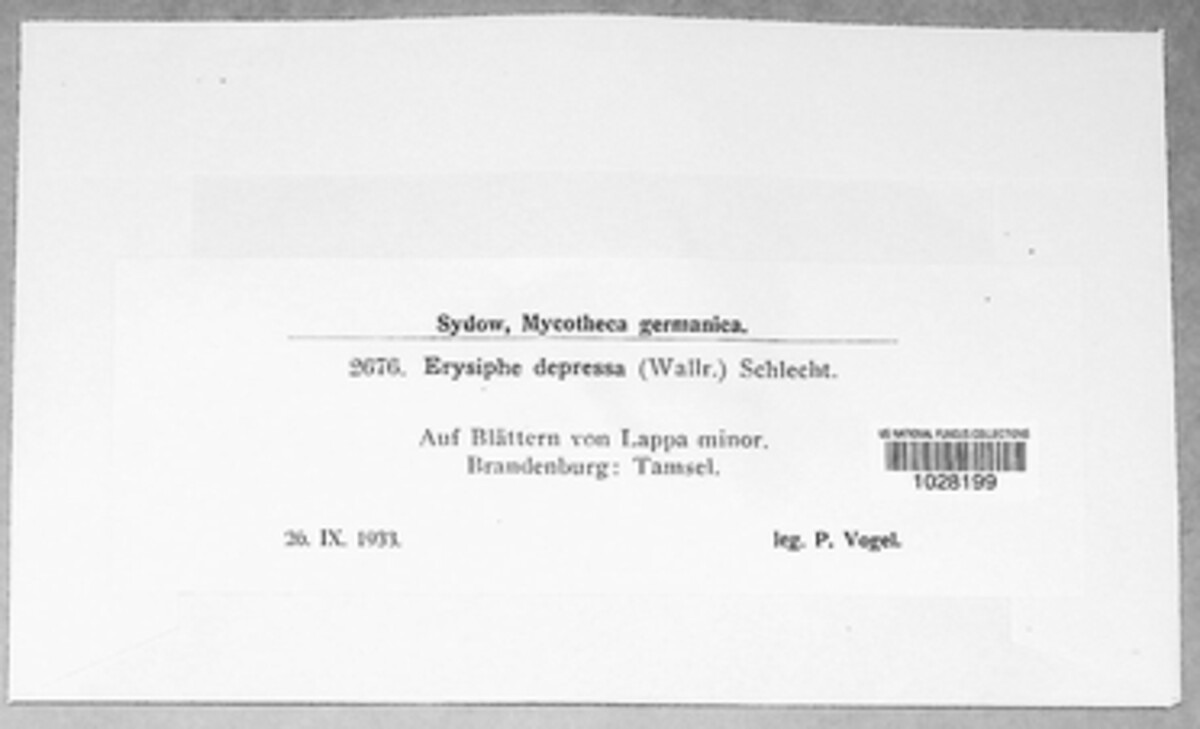 Sydow, Mycotheca germanica.
2676. Erysiphe depressa (Wallr.) Schlecht.
Auf Blättern von Lappa minor.
Brandenburg: Tamsel.
US NATIONAL FUNGUS COLLECTIONS
1028199
26. IX. 1933.
leg. P. Vogel.